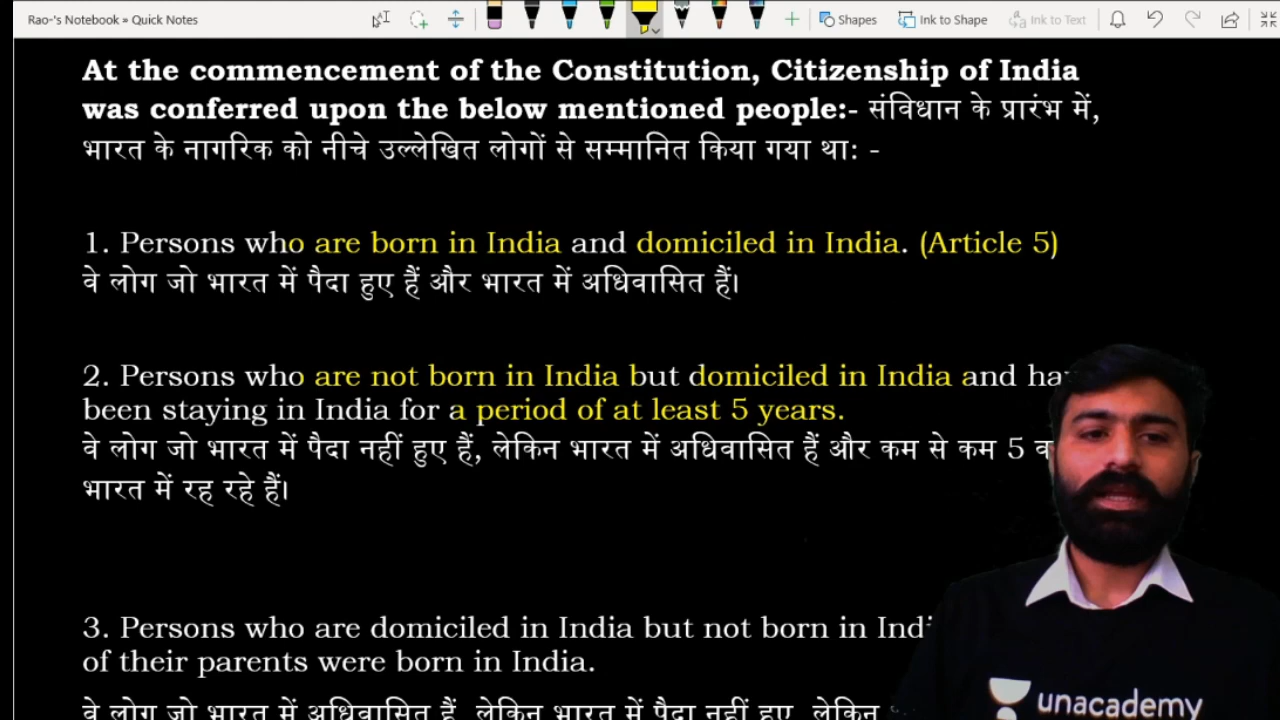 Rao-'s Notebook » Quick Notes
Shapes
Ink to Shape
Ink to Text
At the commencement of the Constitution, Citizenship of India
was conferred upon the below mentioned people:- संविधान के प्रारंभ में,
भारत के नागरिक को नीचे उल्लेखित लोगों से सम्मानित किया गया था: -
1. Persons who are born in India and domiciled in India. (Article 5)
वे लोग जो भारत में पैदा हुए हैं और भारत में अधिवासित हैं।
2. Persons who are not born in India but domiciled in India and
been staying in India for a period of at least 5 years.
वे लोग जो भारत में पैदा नहीं हुए हैं, लेकिन भारत में अधिवासित हैं और कम से कम 5
भारत में रह रहे हैं।
3. Persons who are domiciled in India but not born in
of their parents were born in India.
वे लोग जो भारत में अधिवासित हैं, लेकिन भारत में पैदा नहीं हुए, लेकिन
unacademy